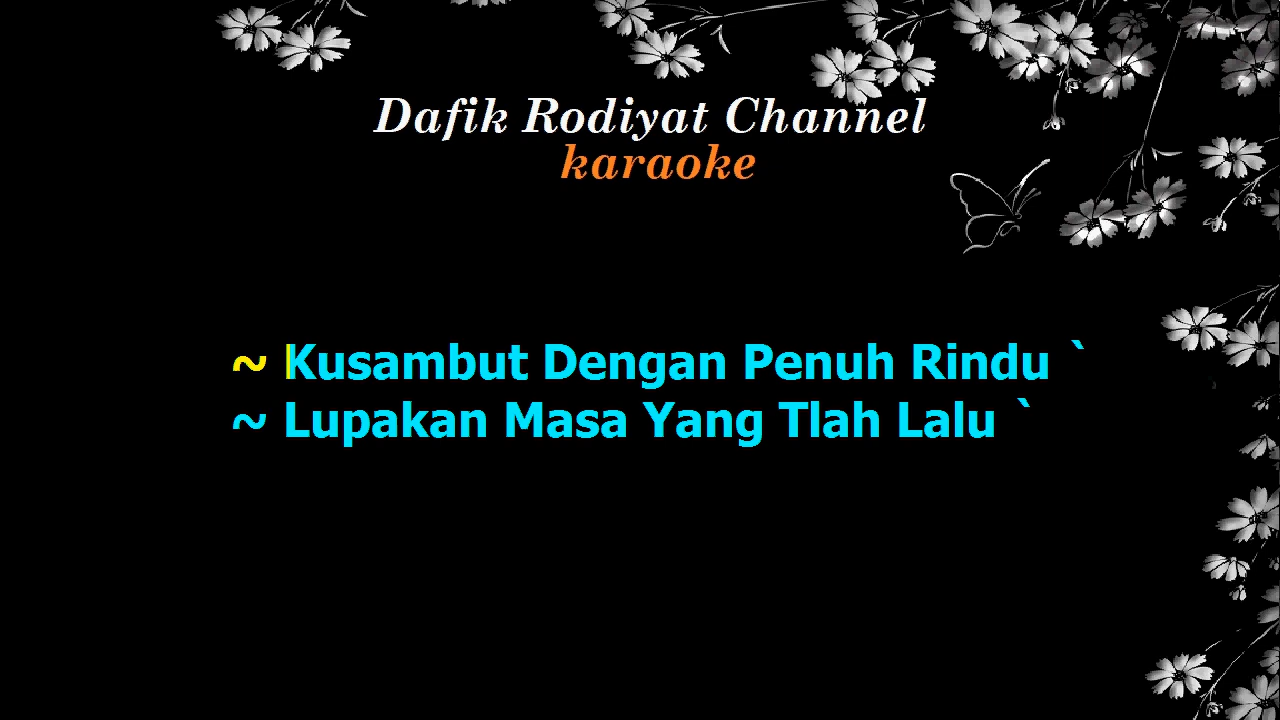 Dafik Rodiyat Channel
karaoke
~ Kusambut Dengan Penuh Rindu `
~ Lupakan Masa Yang Tlah Lalu `